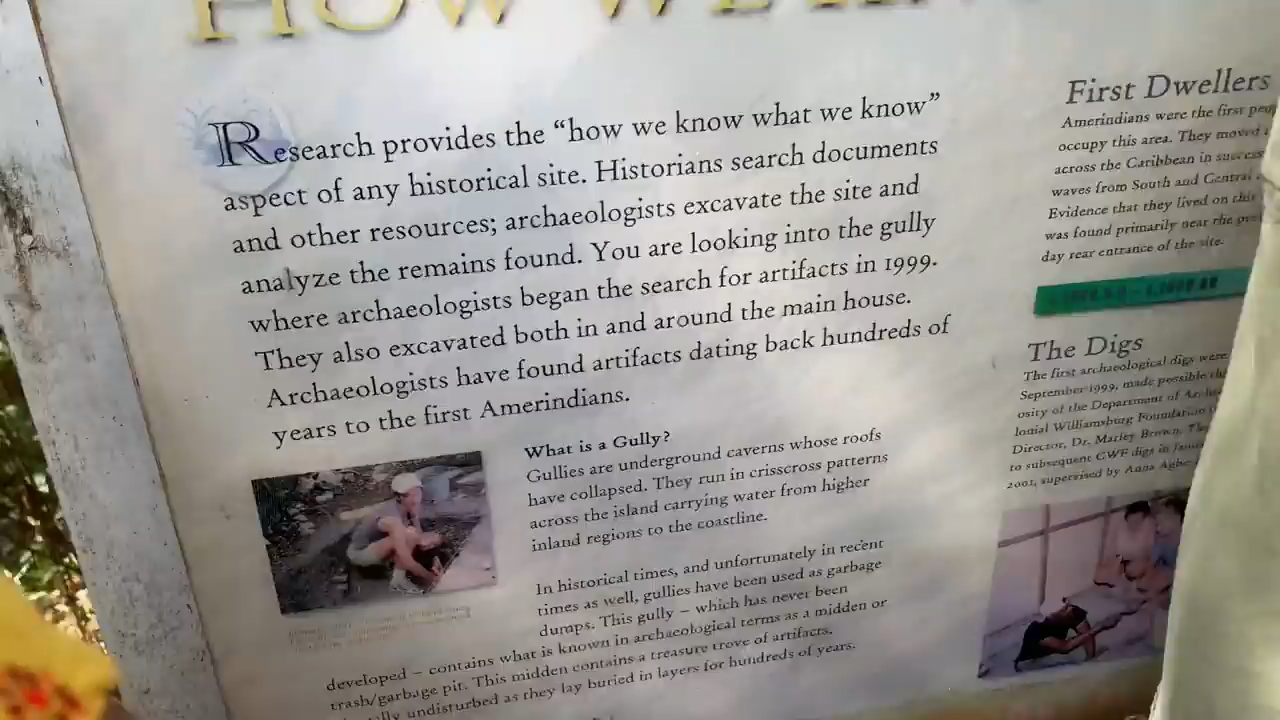 HOW WE
Research provides the “how we know what we know”
aspect of any historical site. Historians search documents
and other resources; archaeologists excavate the site and
analyze the remains found. You are looking into the gully
where archaeologists began the search for artifacts in 1999.
They also excavated both in and around the main house.
Archaeologists have found artifacts dating back hundreds of
years to the first Amerindians.
What is a Gully?
Gullies are underground caverns whose roofs
have collapsed. They run in crisscross patterns
across the island carrying water from higher
inland regions to the coastline.
In historical times, and unfortunately in recent
times as well, gullies have been used as garbage
dumps. This gully – which has never been
developed – contains what is known in archaeological terms as a midden or
trash/garbage pit. This midden contains a treasure trove of artifacts,
undisturbed as they lay buried in layers for hundreds of years.
First Dwellers
Amerindians were the first
occupy this area. They moved
across the Caribbean in
waves from South and Central
Evidence that they lived on this
was found primarily near the
day rear entrance of the site.
The Digs
The first archaeological digs were
September 1999, made possible
osity of the Department of
lonial Williamsburg Foundation
Director, Dr. Marley Brown.
to subsequent CWF digs in
2001, supervised by Anna